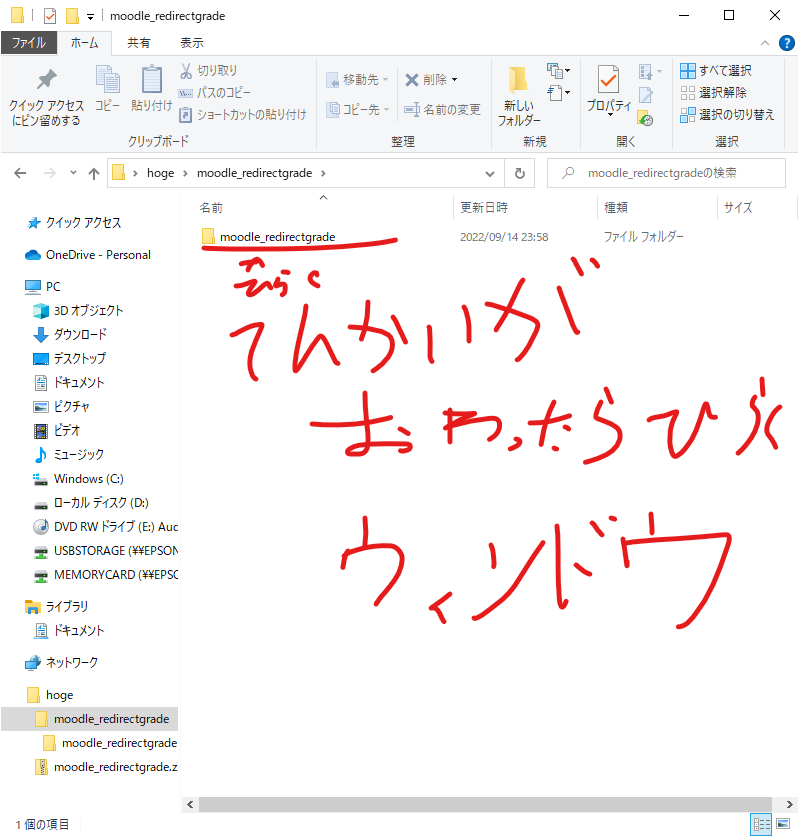 moodle_redirectgrade
ファイル ホーム 共有 表示
クイック アクセス
にピン留めする
コピー
貼り付け
切り取り
パスのコピー
ショートカットの貼り付け
クリップボード
移動先
コピー先
削除
名前の変更
整理
新しい
フォルダー
新規
プロパティ
開く
すべて選択
選択解除
選択の切り替え
選択
hoge moodle_redirectgrade
moodle_redirectgradeの検索
クイック アクセス
OneDrive - Personal
PC
3D オブジェクト
ダウンロード
デスクトップ
ドキュメント
ピクチャ
ビデオ
ミュージック
Windows (C:)
ローカル ディスク (D:)
DVD RW ドライブ (E:) Auc
USBSTORAGE (¥¥EPSON
MEMORYCARD (¥¥EPSO
ライブラリ
ドキュメント
ネットワーク
hoge
moodle_redirectgrade
moodle_redirectgrade
moodle_redirectgrade.z
名前 更新日時 種類 サイズ
moodle_redirectgrade 2022/09/14 23:58 ファイル フォルダー
てんかいが
おわったらひらく
ウィンドウ
1 個の項目